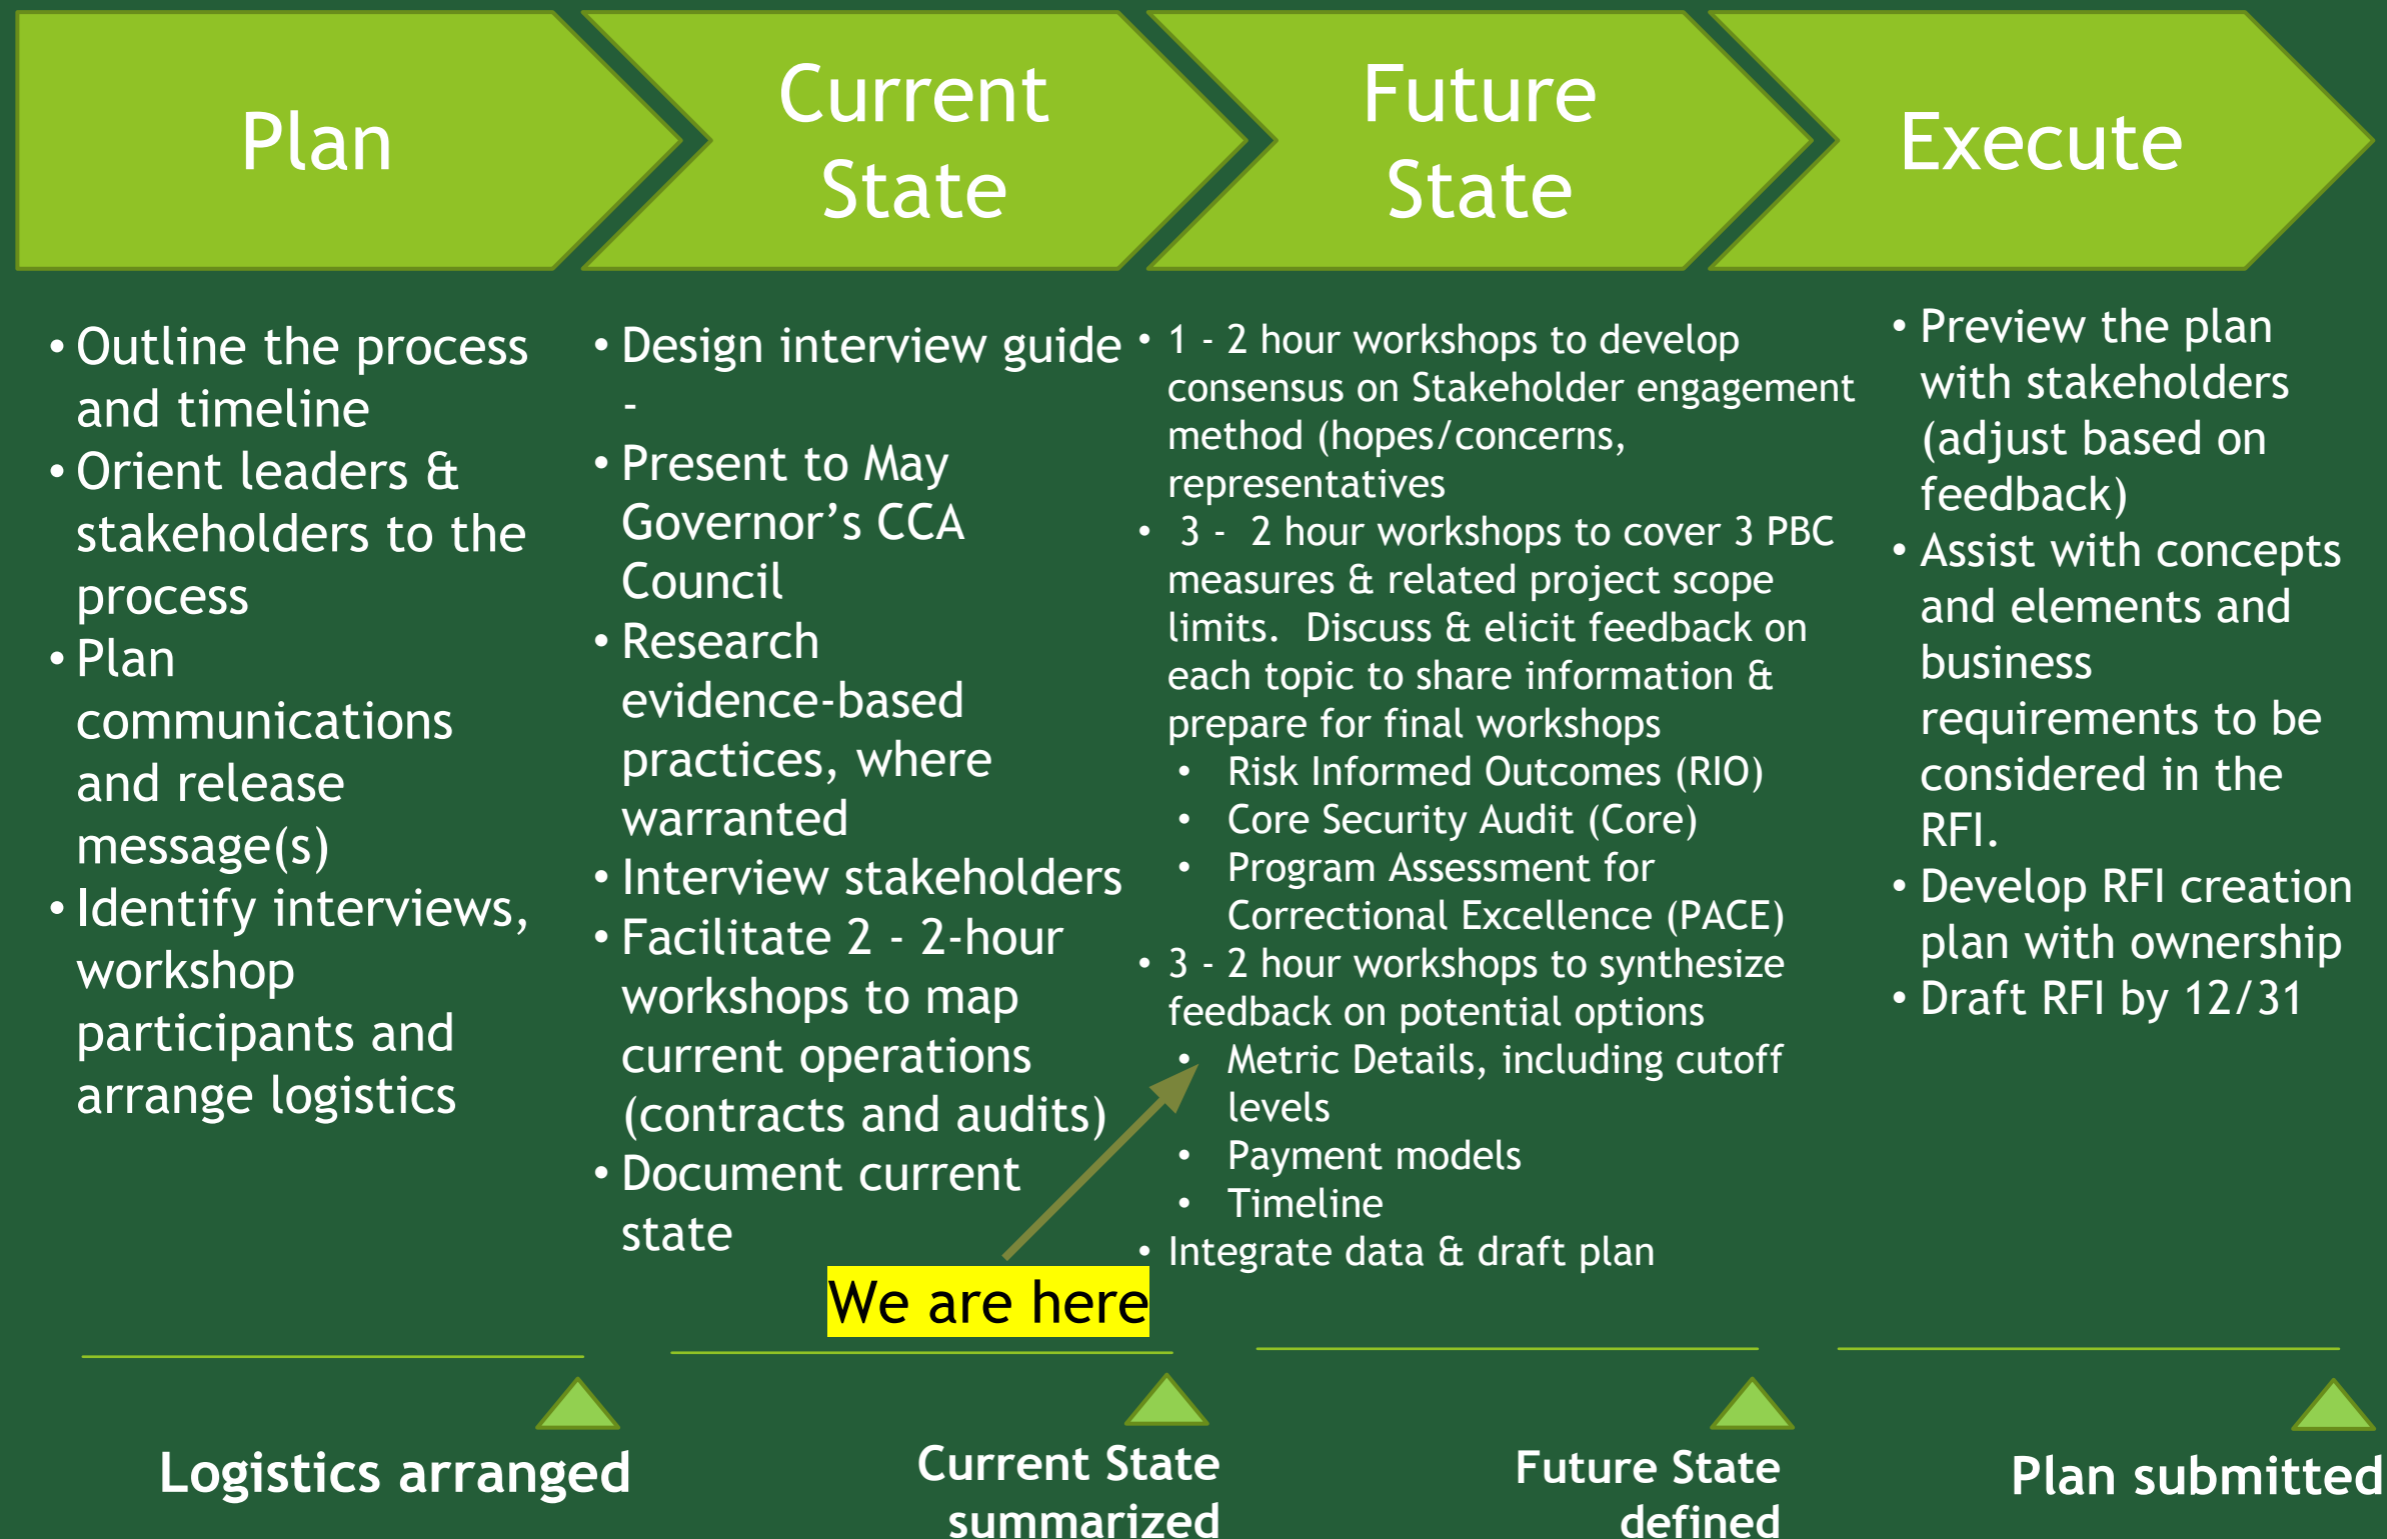 Plan
Current
State
Future
State
Execute
• Outline the process
and timeline
• Orient leaders &
stakeholders to the
process
• Plan
communications
and release
message(s)
• Identify interviews,
workshop
participants and
arrange logistics
• Design interview guide
-
• Present to May
Governor’s CCA
Council
• Research
evidence-based
practices, where
warranted
• Interview stakeholders
• Facilitate 2 - 2-hour
workshops to map
current operations
(contracts and audits)
• Document current
state
• 1 - 2 hour workshops to develop
consensus on Stakeholder engagement
method (hopes/concerns,
representatives
• 3 - 2 hour workshops to cover 3 PBC
measures & related project scope
limits. Discuss & elicit feedback on
each topic to share information &
prepare for final workshops
• Risk Informed Outcomes (RIO)
• Core Security Audit (Core)
• Program Assessment for
Correctional Excellence (PACE)
• 3 - 2 hour workshops to synthesize
feedback on potential options
• Metric Details, including cutoff
levels
• Payment models
• Timeline
• Integrate data & draft plan
• Preview the plan
with stakeholders
(adjust based on
feedback)
• Assist with concepts
and elements and
business
requirements to be
considered in the
RFI.
• Develop RFI creation
plan with ownership
• Draft RFI by 12/31
We are here
Logistics arranged
Current State
summarized
Future State
defined
Plan submitted